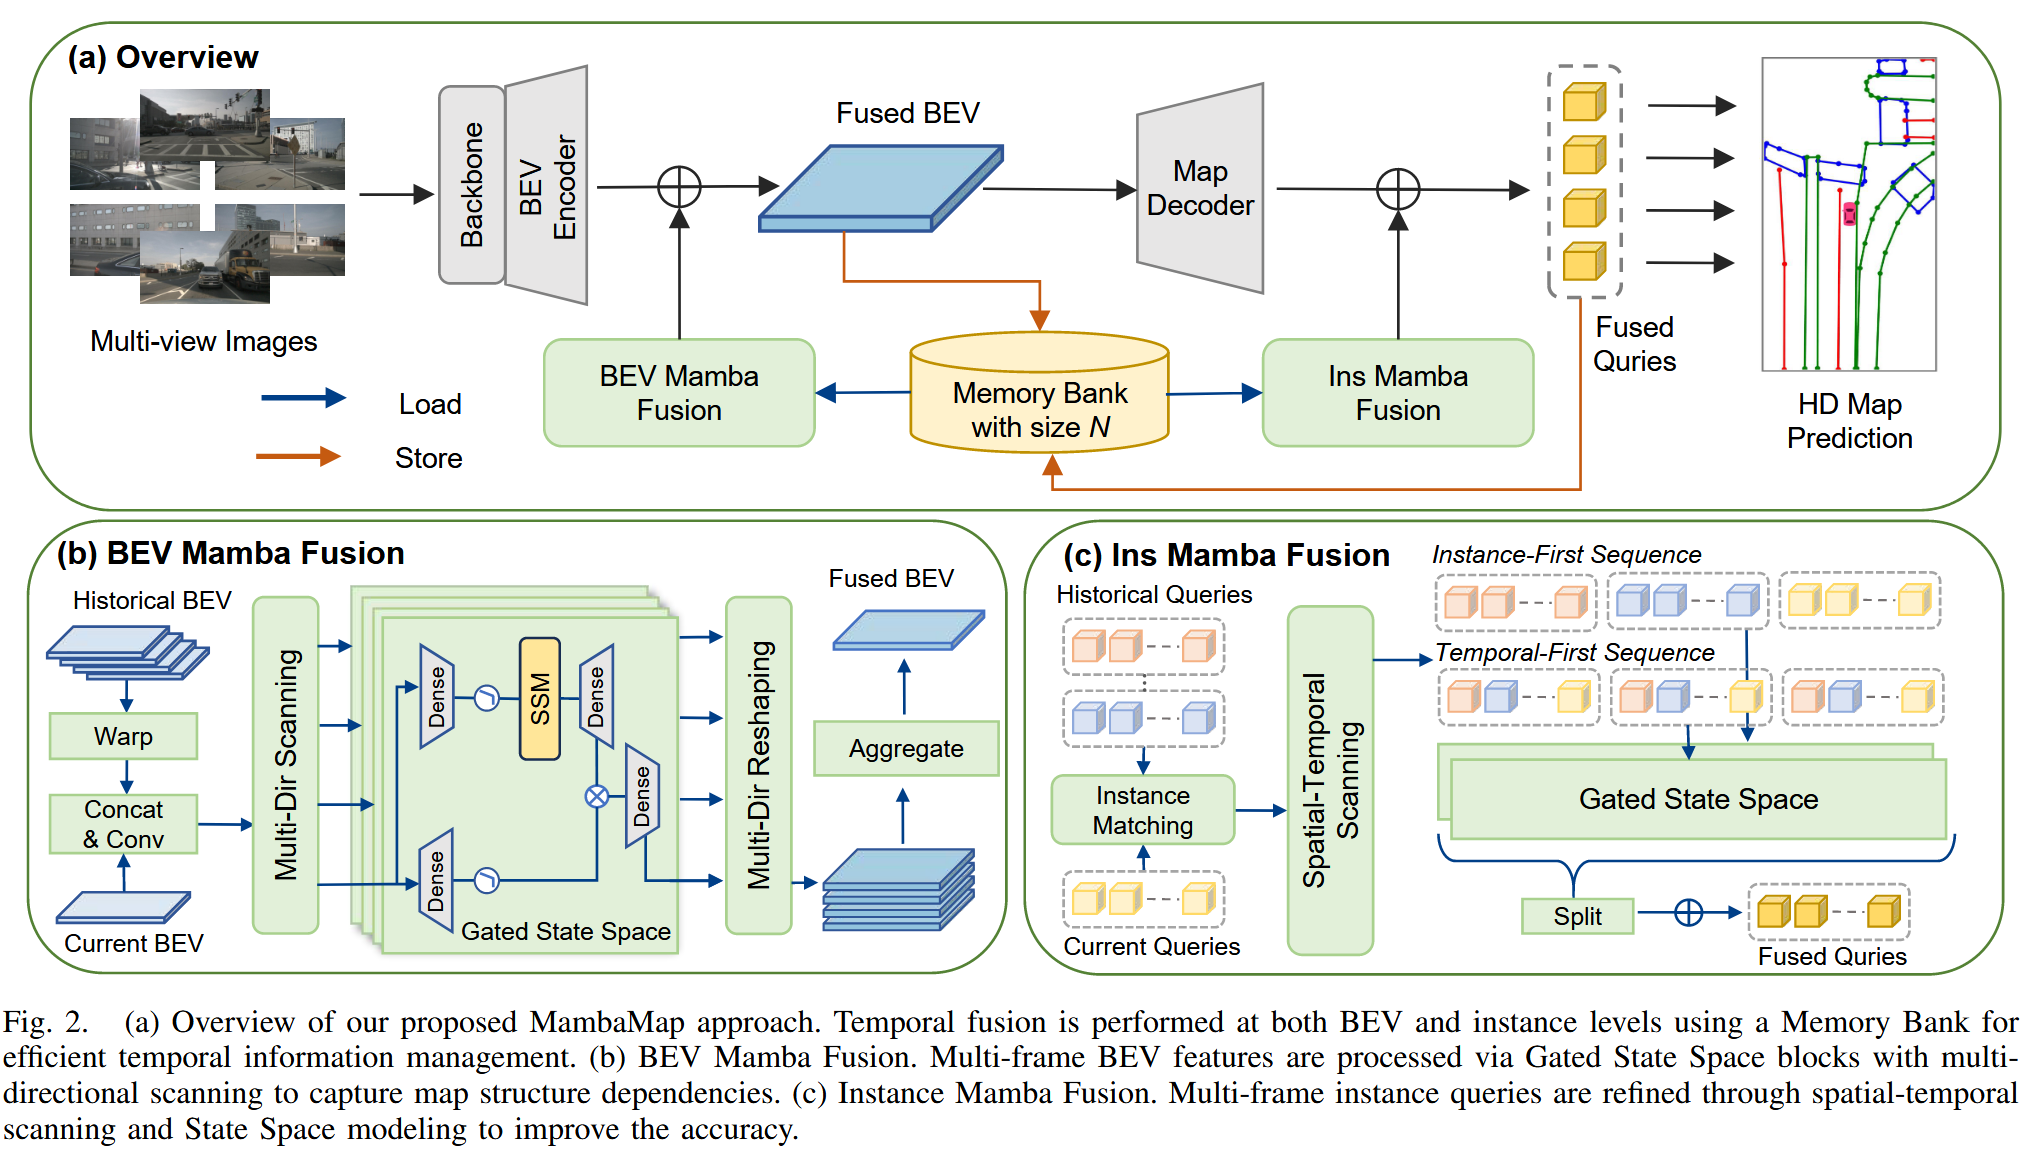 (a) Overview
Multi-view Images
Load
Store
Backbone
BEV
Encoder
Fused BEV
Map
Decoder
BEV Mamba
Fusion
Memory Bank
with size N
Ins Mamba
Fusion
Fused
Quries
HD Map
Prediction
(b) BEV Mamba Fusion
Historical BEV
Warp
Concat
& Conv
Current BEV
Multi-Dir Scanning
Dense
SSM
Dense
Dense
Dense
Gated State Space
Multi-Dir Reshaping
Fused BEV
Aggregate
(c) Ins Mamba Fusion
Historical Queries
Instance
Matching
Current Queries
Spatial-Temporal
Scanning
Instance-First Sequence
Temporal-First Sequence
Gated State Space
Split
Fused Quries
Fig. 2. (a) Overview of our proposed MambaMap approach. Temporal fusion is performed at both BEV and instance levels using a Memory Bank for
efficient temporal information management. (b) BEV Mamba Fusion. Multi-frame BEV features are processed via Gated State Space blocks with multi-
directional scanning to capture map structure dependencies. (c) Instance Mamba Fusion. Multi-frame instance queries are refined through spatial-temporal
scanning and State Space modeling to improve the accuracy.